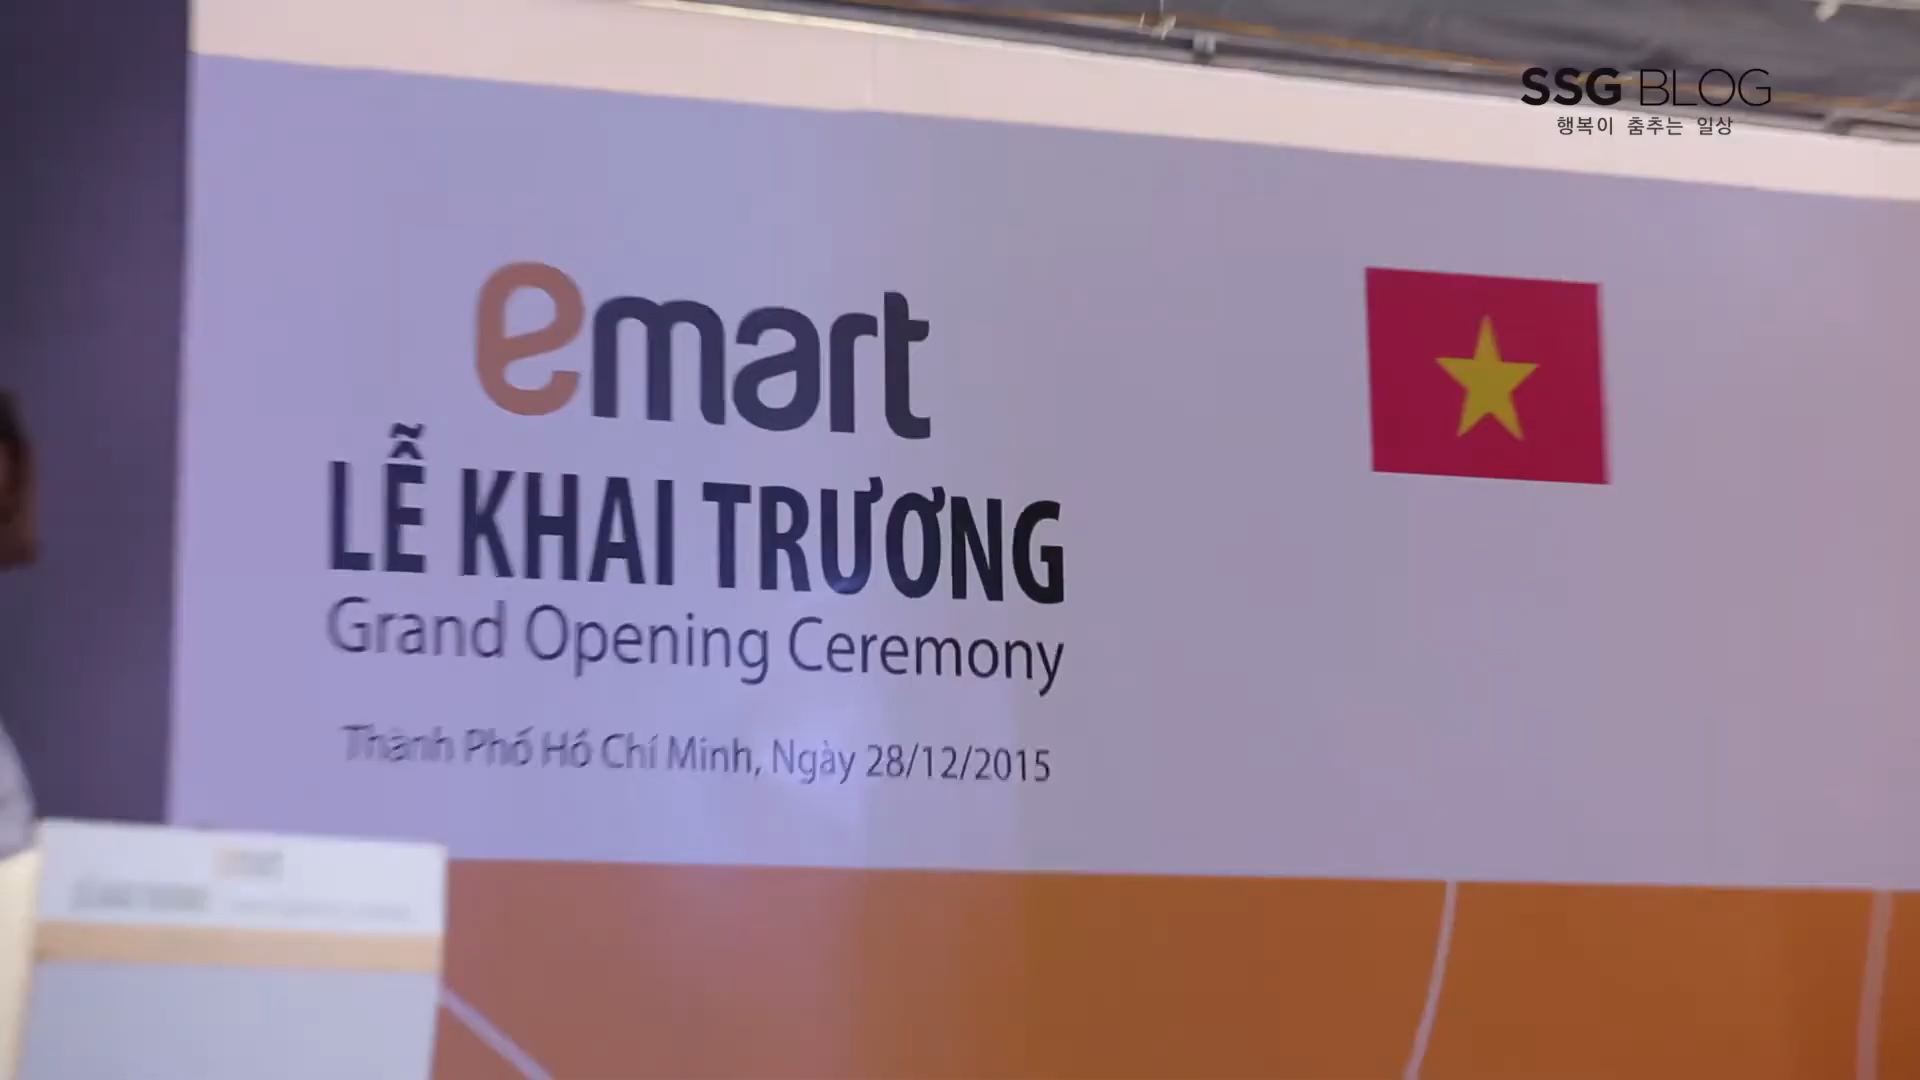 SSG BLOG
행복이 춤추는 일상
emart
LỄ KHAI TRƯƠNG
Grand Opening Ceremony
Thành Phố Hồ Chí Minh, Ngày 28/12/2015